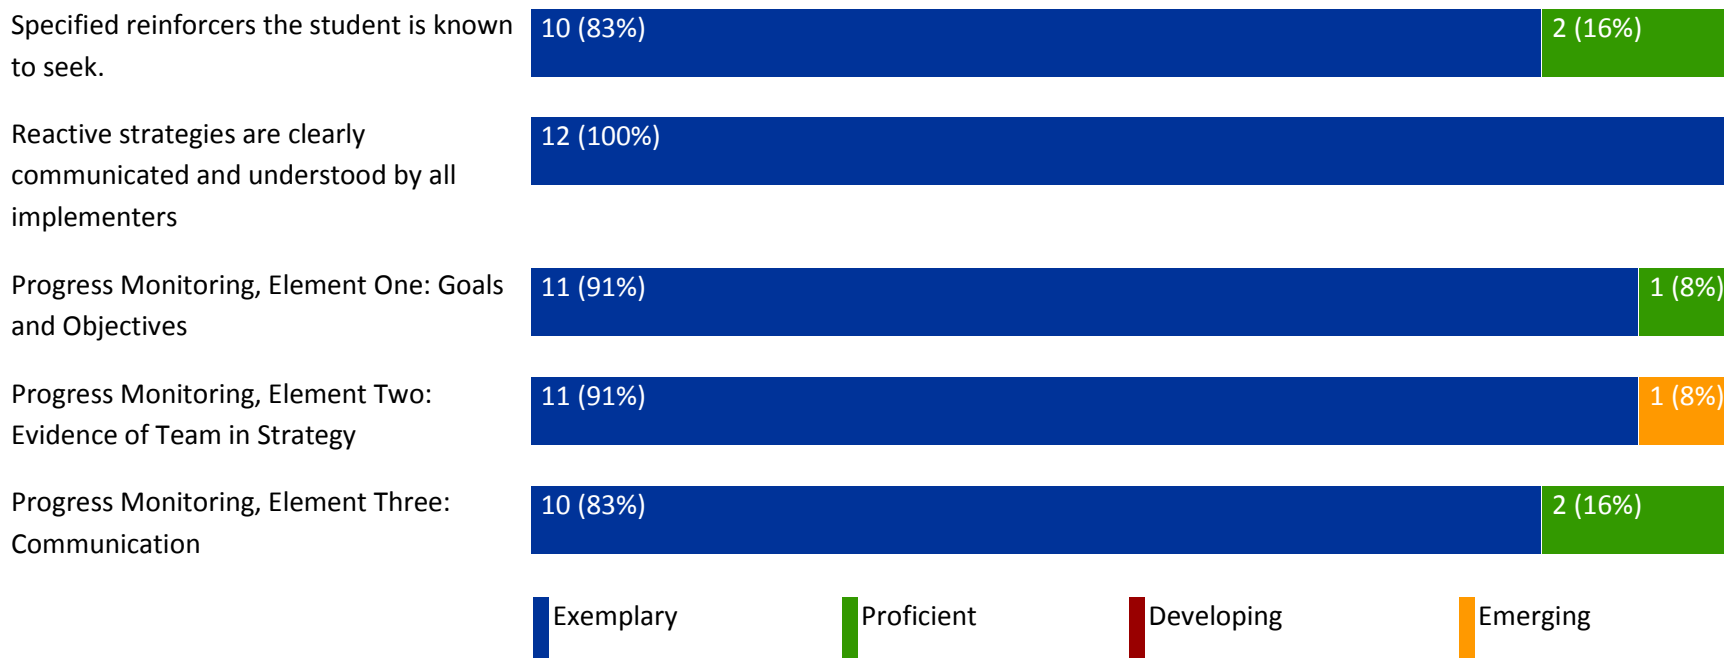 Specified reinforcers the student is known 10 (83%) 2 (16%)
to seek.
Reactive strategies are clearly 12 (100%)
communicated and understood by all
implementers
Progress Monitoring, Element One: Goals 11 (91%) 1 (8%)
and Objectives
Progress Monitoring, Element Two: 11 (91%) 1 (8%)
Evidence of Team in Strategy
Progress Monitoring, Element Three: 10 (83%) 2 (16%)
Communication
Exemplary Proficient Developing Emerging